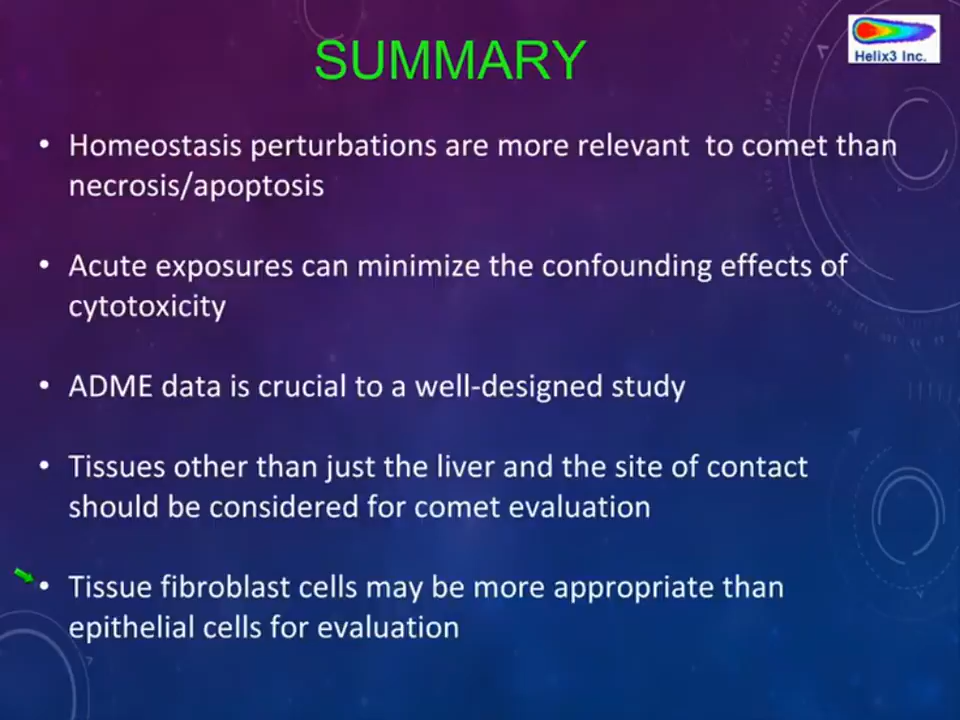 SUMMARY
Helix3 Inc.
• Homeostasis perturbations are more relevant  to comet than
necrosis/apoptosis
• Acute exposures can minimize the confounding effects of
cytotoxicity
• ADME data is crucial to a well-designed study
• Tissues other than just the liver and the site of contact
should be considered for comet evaluation
• Tissue fibroblast cells may be more appropriate than
epithelial cells for evaluation